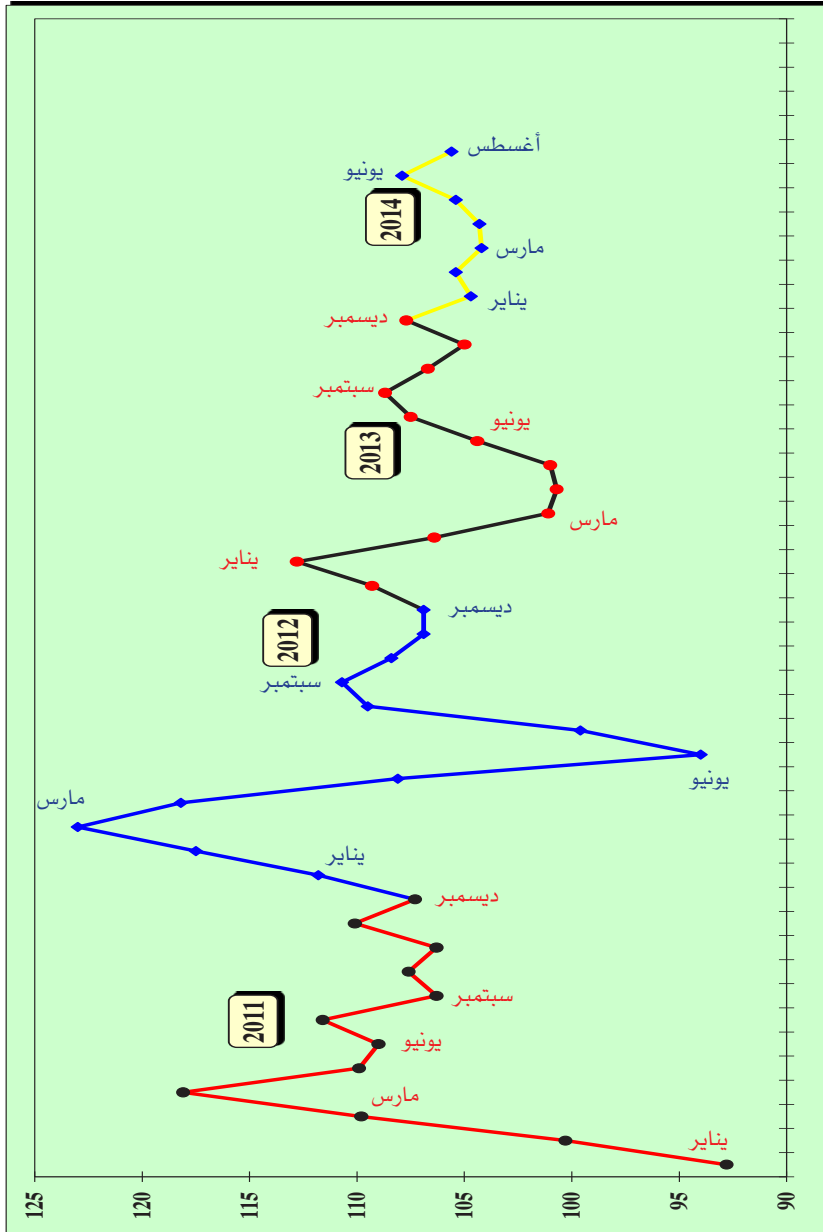 125
120
115
110
105
100
95
90
2011
يناير
مارس
يونيو
سبتمبر
ديسمبر
2012
يناير
مارس
يونيو
سبتمبر
ديسمبر
2013
يناير
مارس
يونيو
سبتمبر
ديسمبر
2014
يناير
مارس
يونيو
أغسطس